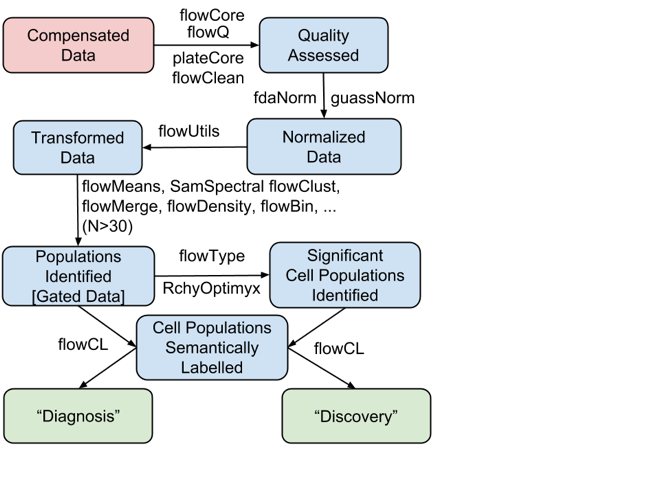 Compensated
Data
flowCore
flowQ
plateCore
flowClean
Quality
Assessed
fdaNorm
guassNorm
Transformed
Data
flowUtils
Normalized
Data
flowMeans, SamSpectral flowClust,
flowMerge, flowDensity, flowBin, ...
(N>30)
Populations
Identified
[Gated Data]
flowType
RchyOptimyx
Significant
Cell Populations
Identified
flowCL
Cell Populations
Semantically
Labelled
flowCL
“Diagnosis”
“Discovery”